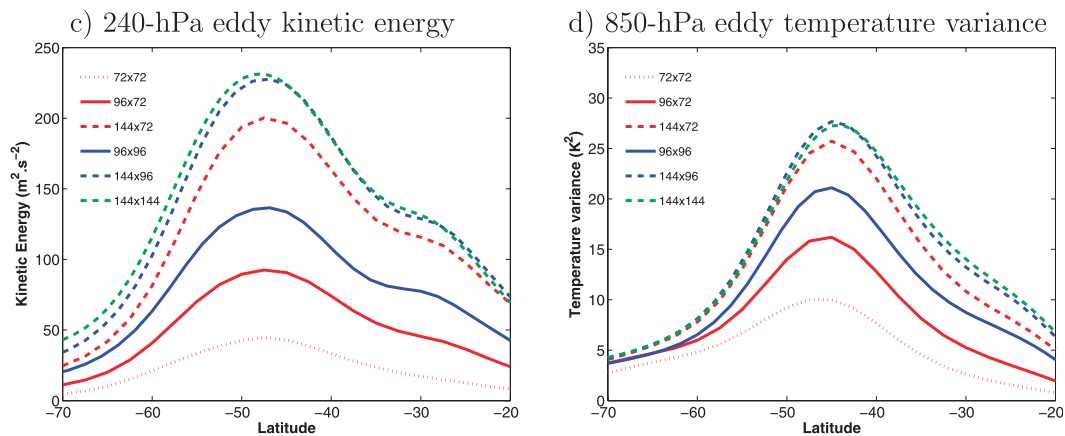 c) 240-hPa eddy kinetic energy
250
200
150
100
50
0
−70
−60
−50
−40
−30
−20
Kinetic Energy (m².s⁻²)
Latitude
72x72
96x72
144x72
96x96
144x96
144x144
d) 850-hPa eddy temperature variance
35
30
25
20
15
10
5
0
−70
−60
−50
−40
−30
−20
Temperature variance (K²)
Latitude
72x72
96x72
144x72
96x96
144x96
144x144